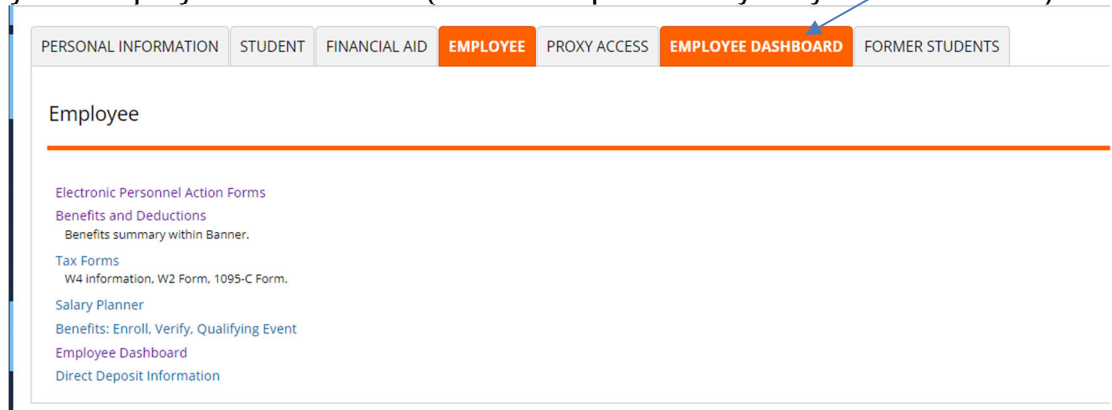 PERSONAL INFORMATION STUDENT FINANCIAL AID EMPLOYEE PROXY ACCESS EMPLOYEE DASHBOARD FORMER STUDENTS
Employee
Electronic Personnel Action Forms
Benefits and Deductions
Benefits summary within Banner.
Tax Forms
W4 information, W2 Form, 1095-C Form.
Salary Planner
Benefits: Enroll, Verify, Qualifying Event
Employee Dashboard
Direct Deposit Information